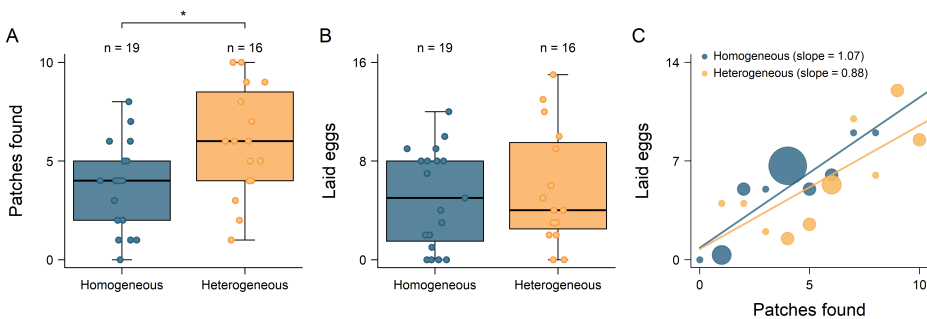 A
*
n = 19
n = 16
Patches found
10
5
0
Homogeneous
Heterogeneous
B
n = 19
n = 16
Laid eggs
16
8
0
Homogeneous
Heterogeneous
C
Homogeneous (slope = 1.07)
Heterogeneous (slope = 0.88)
Laid eggs
14
7
0
0
5
10
Patches found